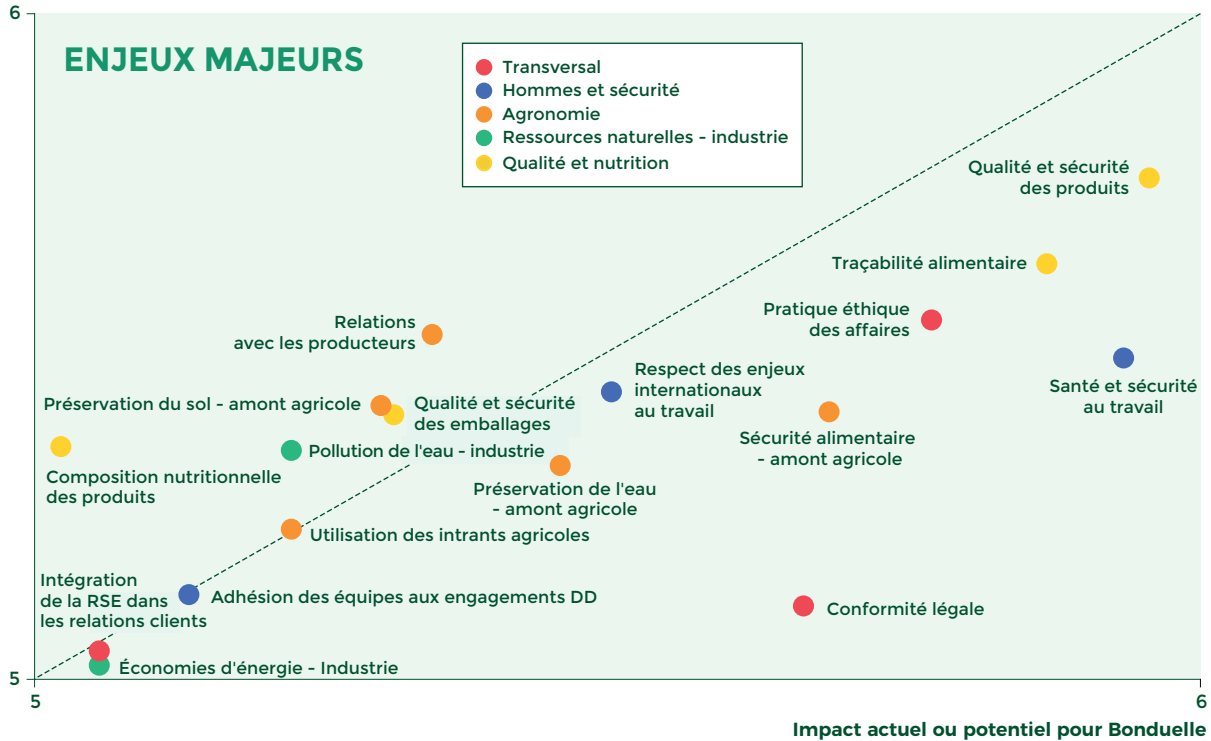 6
ENJEUX MAJEURS
Transversal
Hommes et sécurité
Agronomie
Ressources naturelles - industrie
Qualité et nutrition
Qualité et sécurité
des produits
Traçabilité alimentaire
Pratique éthique
des affaires
Relations
avec les producteurs
Respect des enjeux
internationaux
au travail
Santé et sécurité
au travail
Préservation du sol - amont agricole
Qualité et sécurité
des emballages
Sécurité alimentaire
- amont agricole
Pollution de l'eau - industrie
Composition nutritionnelle
des produits
Préservation de l'eau
- amont agricole
Utilisation des intrants agricoles
Intégration
de la RSE dans
les relations clients
Adhésion des équipes aux engagements DD
Conformité légale
Économies d'énergie - Industrie
5
5
6
Impact actuel ou potentiel pour Bonduelle